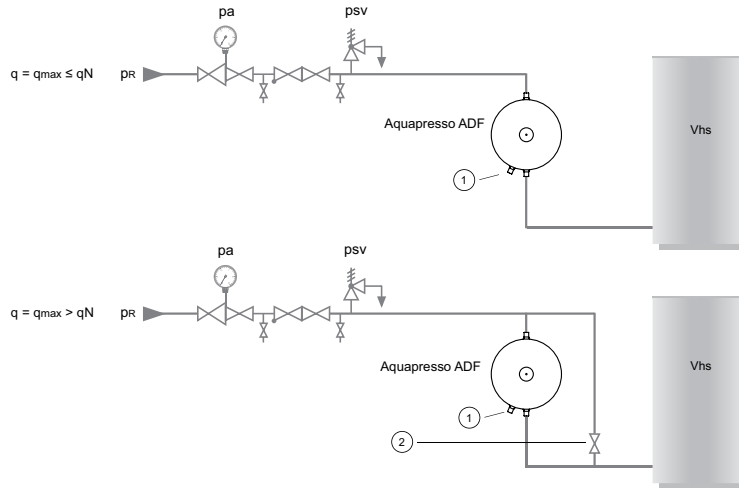 pa psv
q = qmax ≤ qN pR
Aquapresso ADF
Vhs
1
pa psv
q = qmax > qN pR
Aquapresso ADF
Vhs
1
2